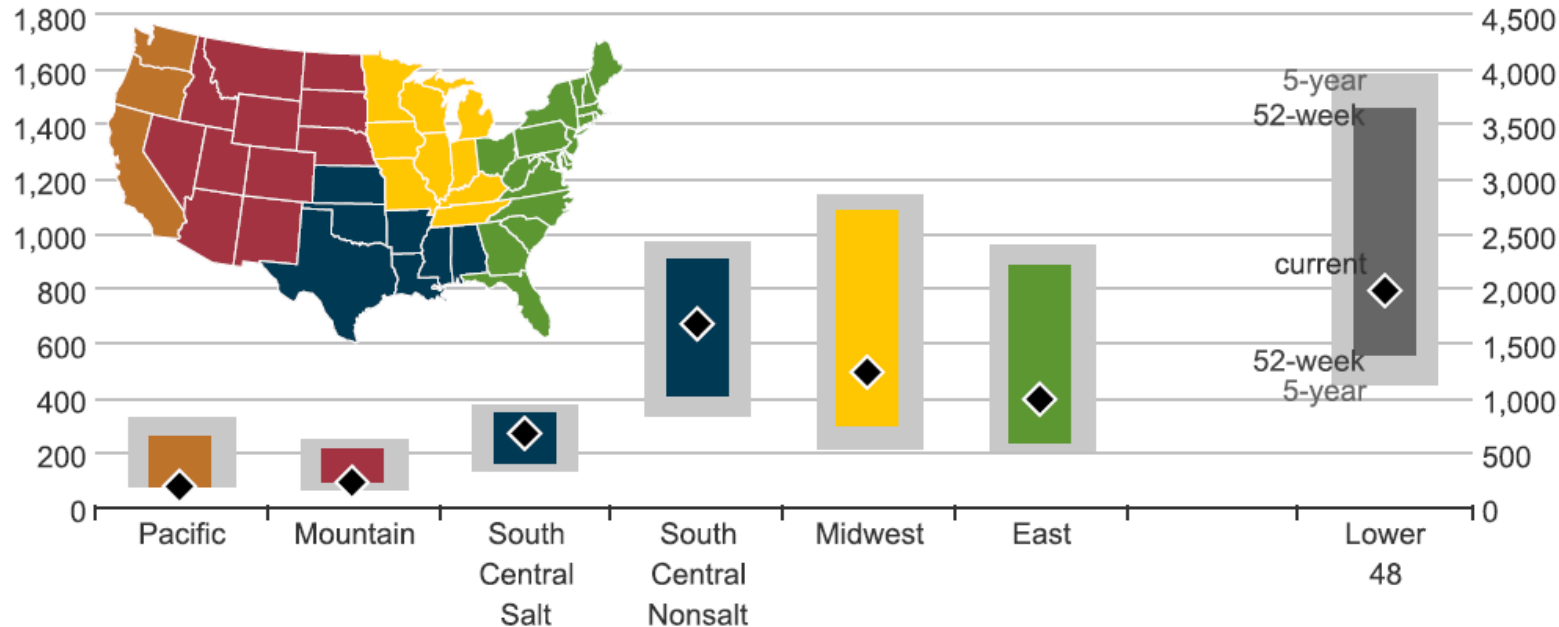 1,800
1,600
1,400
1,200
1,000
800
600
400
200
0
5-year
52-week
current
52-week
5-year
4,500
4,000
3,500
3,000
2,500
2,000
1,500
1,000
500
0
Pacific
Mountain
South
Central
Salt
South
Central
Nonsalt
Midwest
East
Lower
48